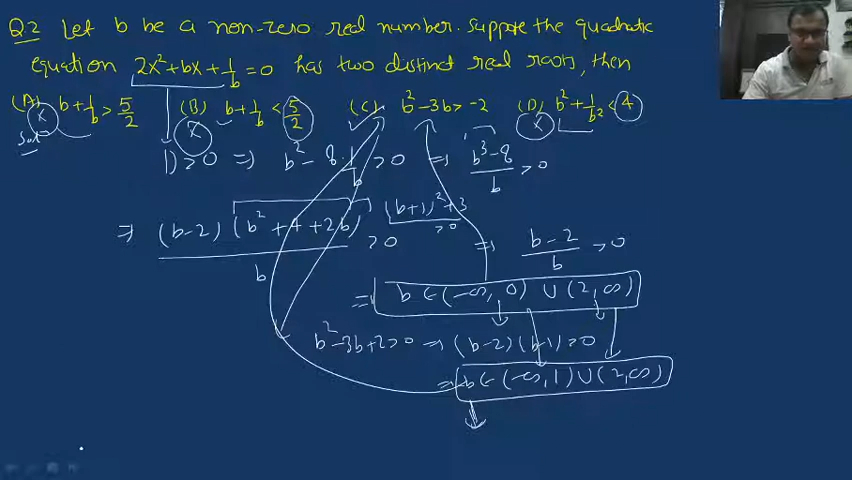 Q.2 Let b be a non-zero real number. Suppose the quadratic
equation 2x²+bx+1/b=0 has two distinct real roots, then
(A) b+1/b>5/2 (B) b+1/b<5/2 (C) b²-3b>-2 (D) b²+1/b²<4
Sol D>0 => b²-8·1/b>0 => (b³-8)/b>0
=> (b-2)(b²+4+2b)/b>0 (b+1)²+3>0
=> (b-2)/b>0
=> b∈(-∞,0)∪(2,∞)
b²-3b+2>0 => (b-2)(b-1)>0
=> b∈(-∞,1)∪(2,∞)